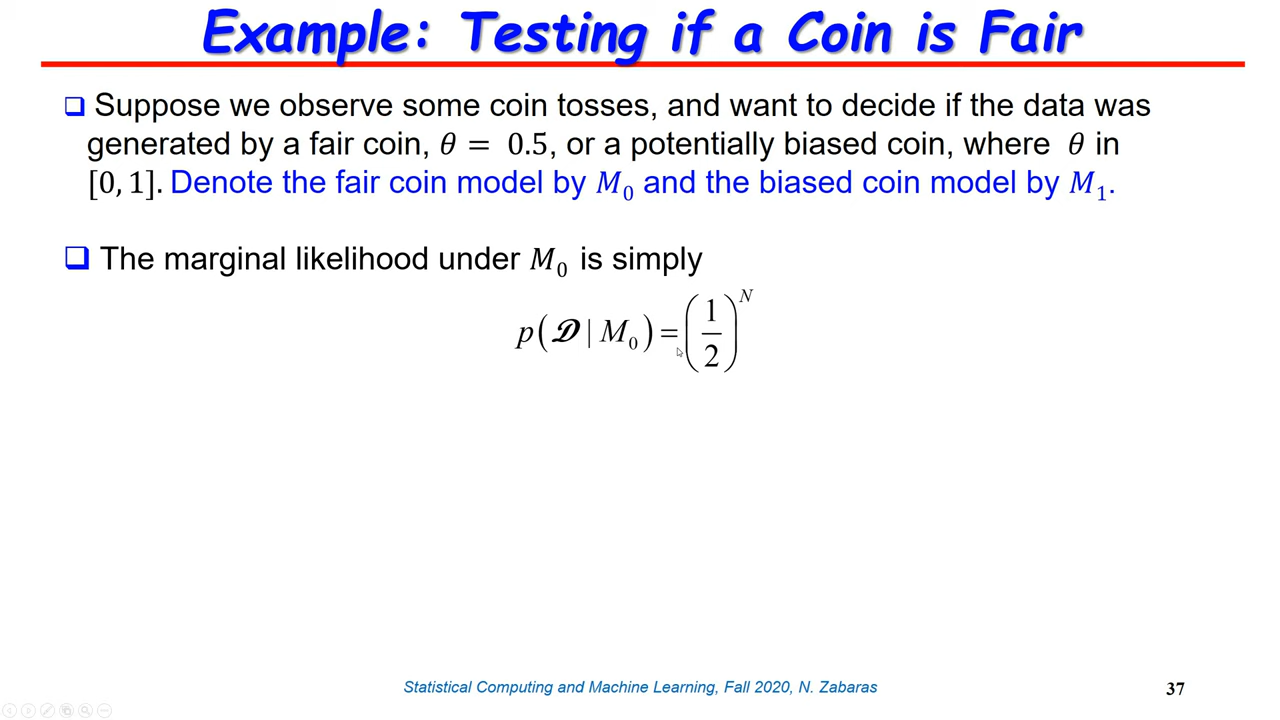 Example: Testing if a Coin is Fair
❑ Suppose we observe some coin tosses, and want to decide if the data was
generated by a fair coin, θ = 0.5, or a potentially biased coin, where θ in
[0, 1]. Denote the fair coin model by M₀ and the biased coin model by M₁.
❑ The marginal likelihood under M₀ is simply
p(𝓓 | M₀) = (1/2)^N
Statistical Computing and Machine Learning, Fall 2020, N. Zabaras
37